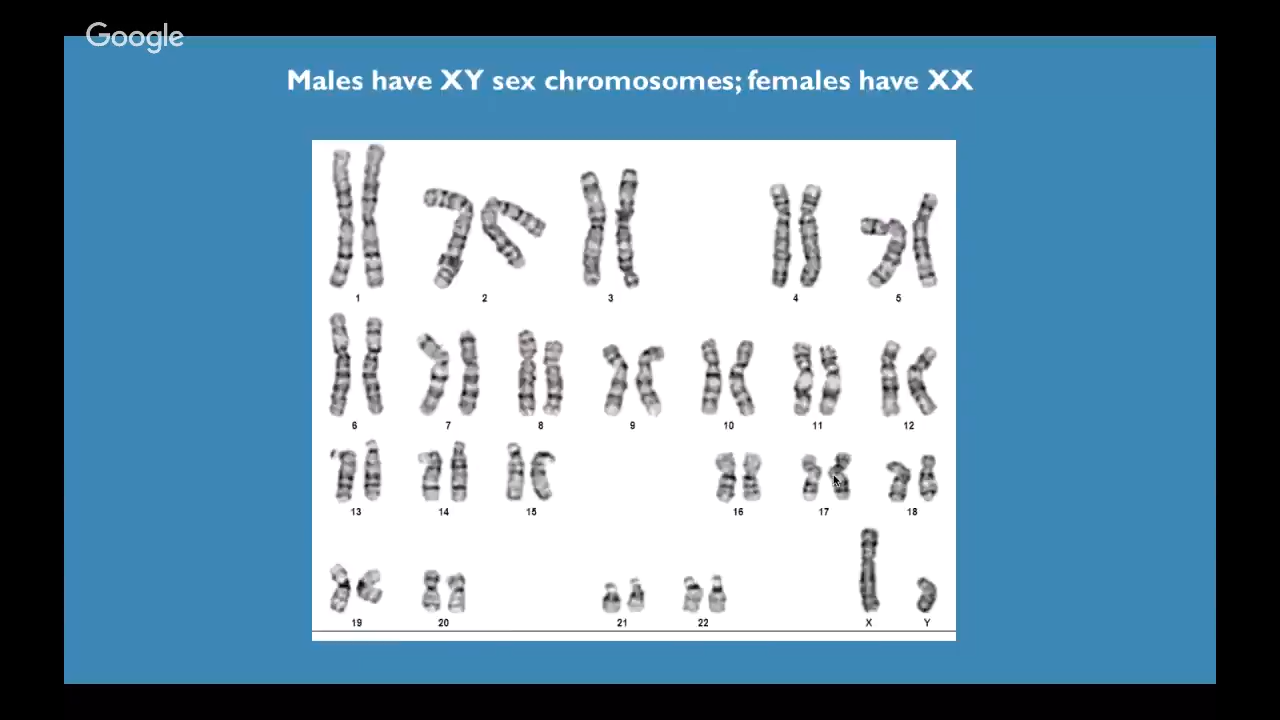 Google
Males have XY sex chromosomes; females have XX
1 2 3 4 5
6 7 8 9 10 11 12
13 14 15 16 17 18
19 20 21 22 X Y